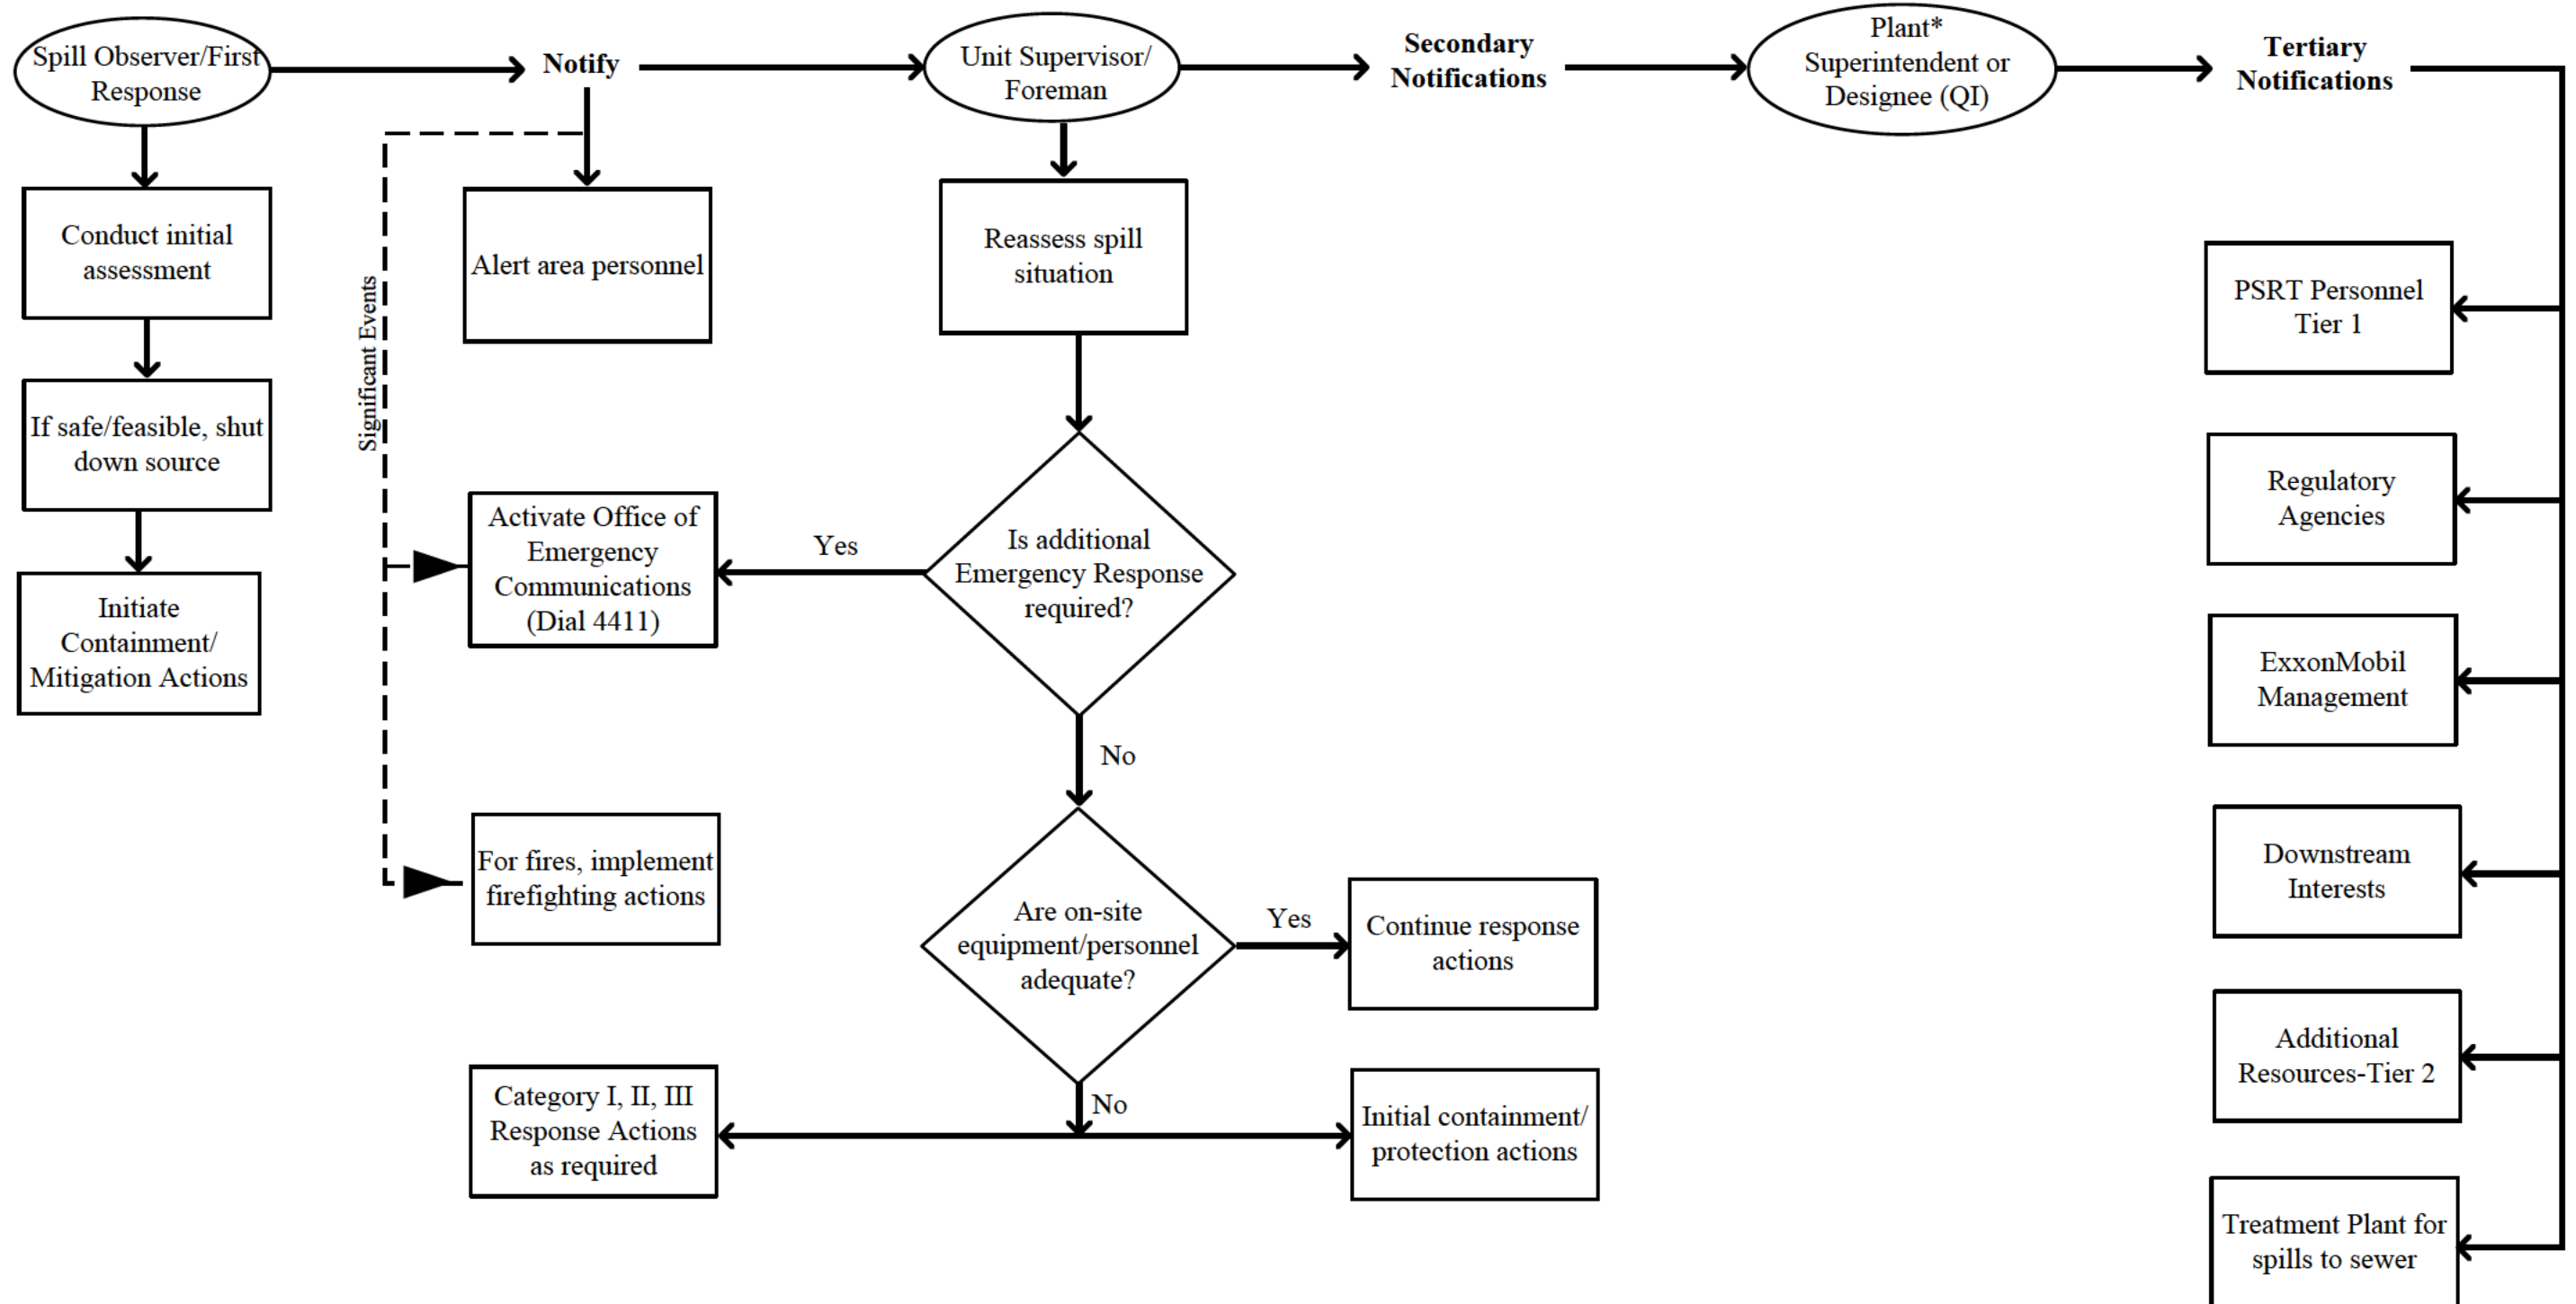 Spill Observer/First
Response
Notify
Unit Supervisor/
Foreman
Secondary
Notifications
Plant*
Superintendent or
Designee (QI)
Tertiary
Notifications
Conduct initial
assessment
If safe/feasible, shut
down source
Initiate
Containment/
Mitigation Actions
Significant Events
Alert area personnel
Activate Office of
Emergency
Communications
(Dial 4411)
For fires, implement
firefighting actions
Category I, II, III
Response Actions
as required
Reassess spill
situation
Is additional
Emergency Response
required?
Yes
No
Are on-site
equipment/personnel
adequate?
Yes
No
Continue response
actions
Initial containment/
protection actions
PSRT Personnel
Tier 1
Regulatory
Agencies
ExxonMobil
Management
Downstream
Interests
Additional
Resources-Tier 2
Treatment Plant for
spills to sewer